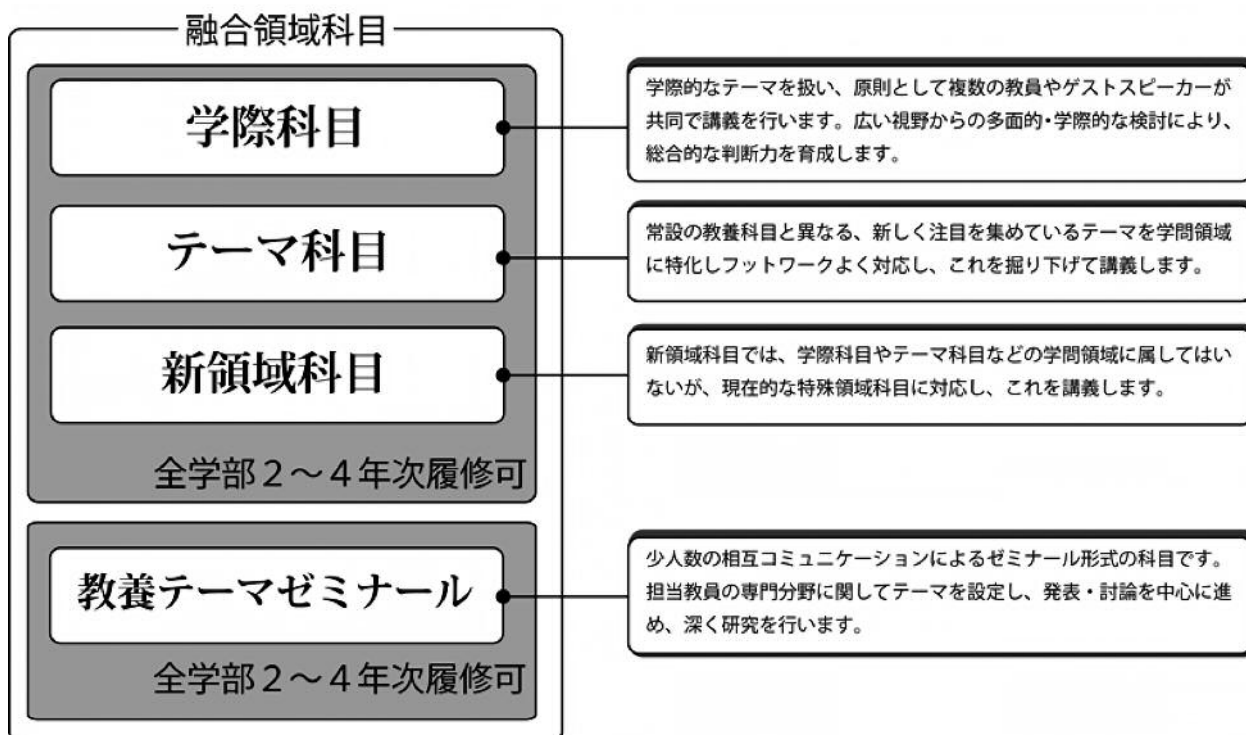 融合領域科目
学際科目
学際的なテーマを扱い、原則として複数の教員やゲストスピーカーが
共同で講義を行います。広い視野からの多面的・学際的な検討により、
総合的な判断力を育成します。
テーマ科目
常設の教養科目と異なる、新しく注目を集めているテーマを学問領域
に特化しフットワークよく対応し、これを掘り下げて講義します。
新領域科目
新領域科目では、学際科目やテーマ科目などの学問領域に属してはい
ないが、現在的な特殊領域科目に対応し、これを講義します。
全学部２～４年次履修可
教養テーマゼミナール
少人数の相互コミュニケーションによるゼミナール形式の科目です。
担当教員の専門分野に関してテーマを設定し、発表・討論を中心に進
め、深く研究を行います。
全学部２～４年次履修可